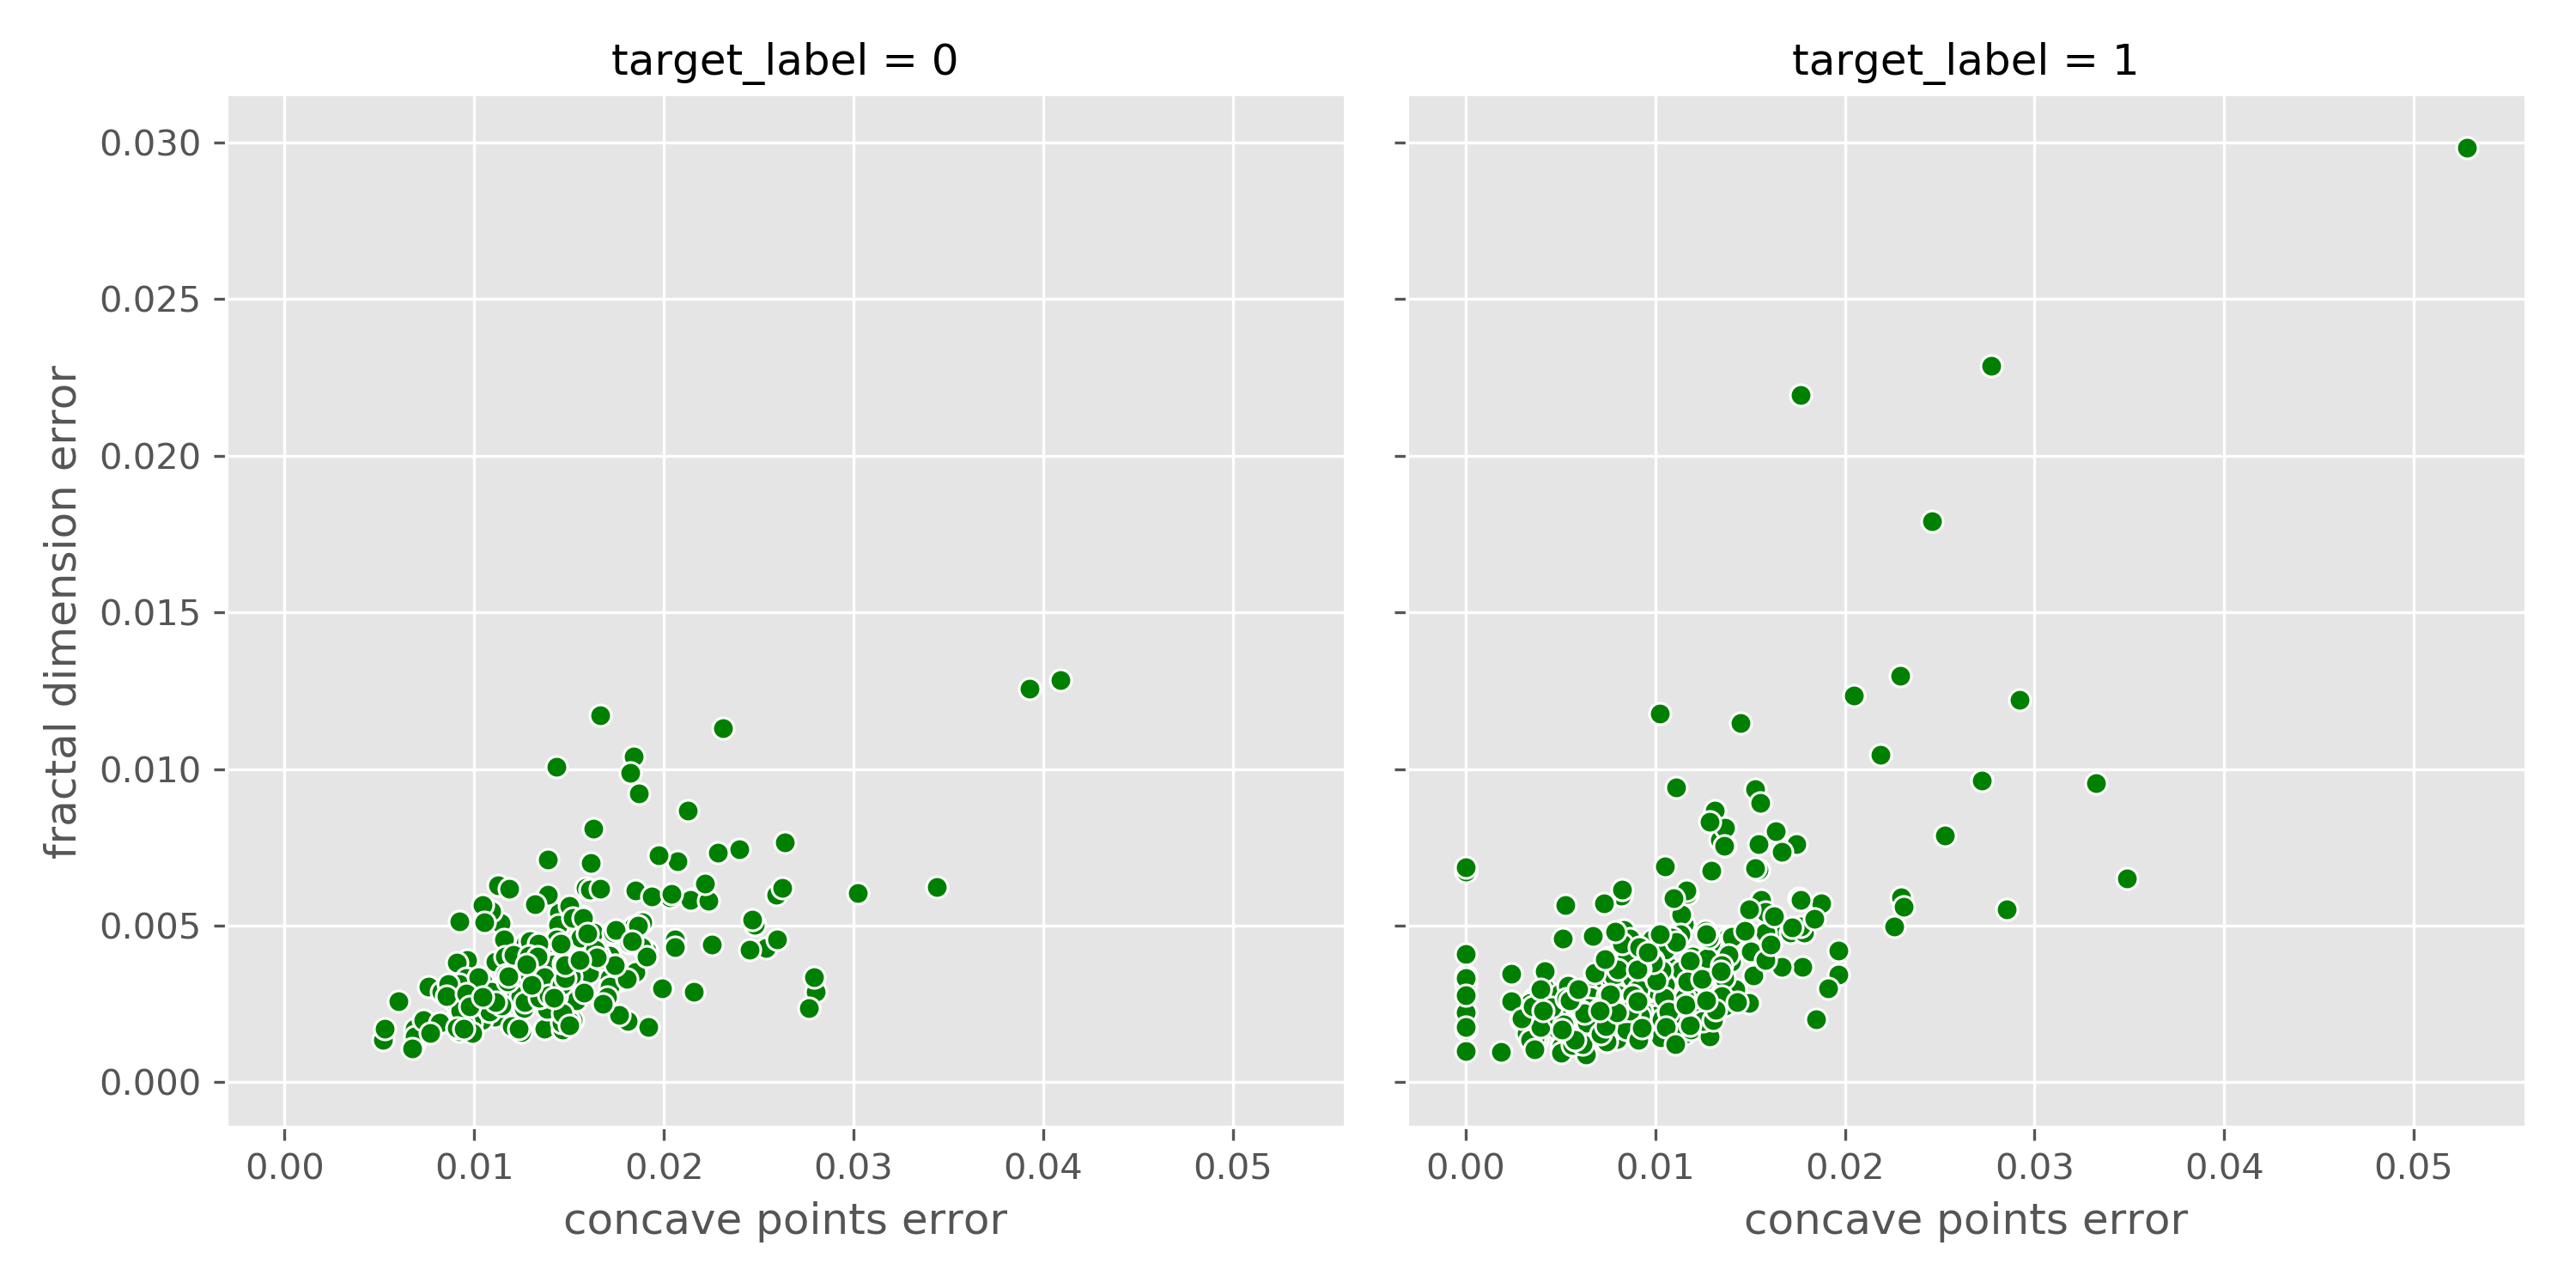 target_label = 0
target_label = 1
fractal dimension error
0.030
0.025
0.020
0.015
0.010
0.005
0.000
0.00 0.01 0.02 0.03 0.04 0.05
0.00 0.01 0.02 0.03 0.04 0.05
concave points error
concave points error